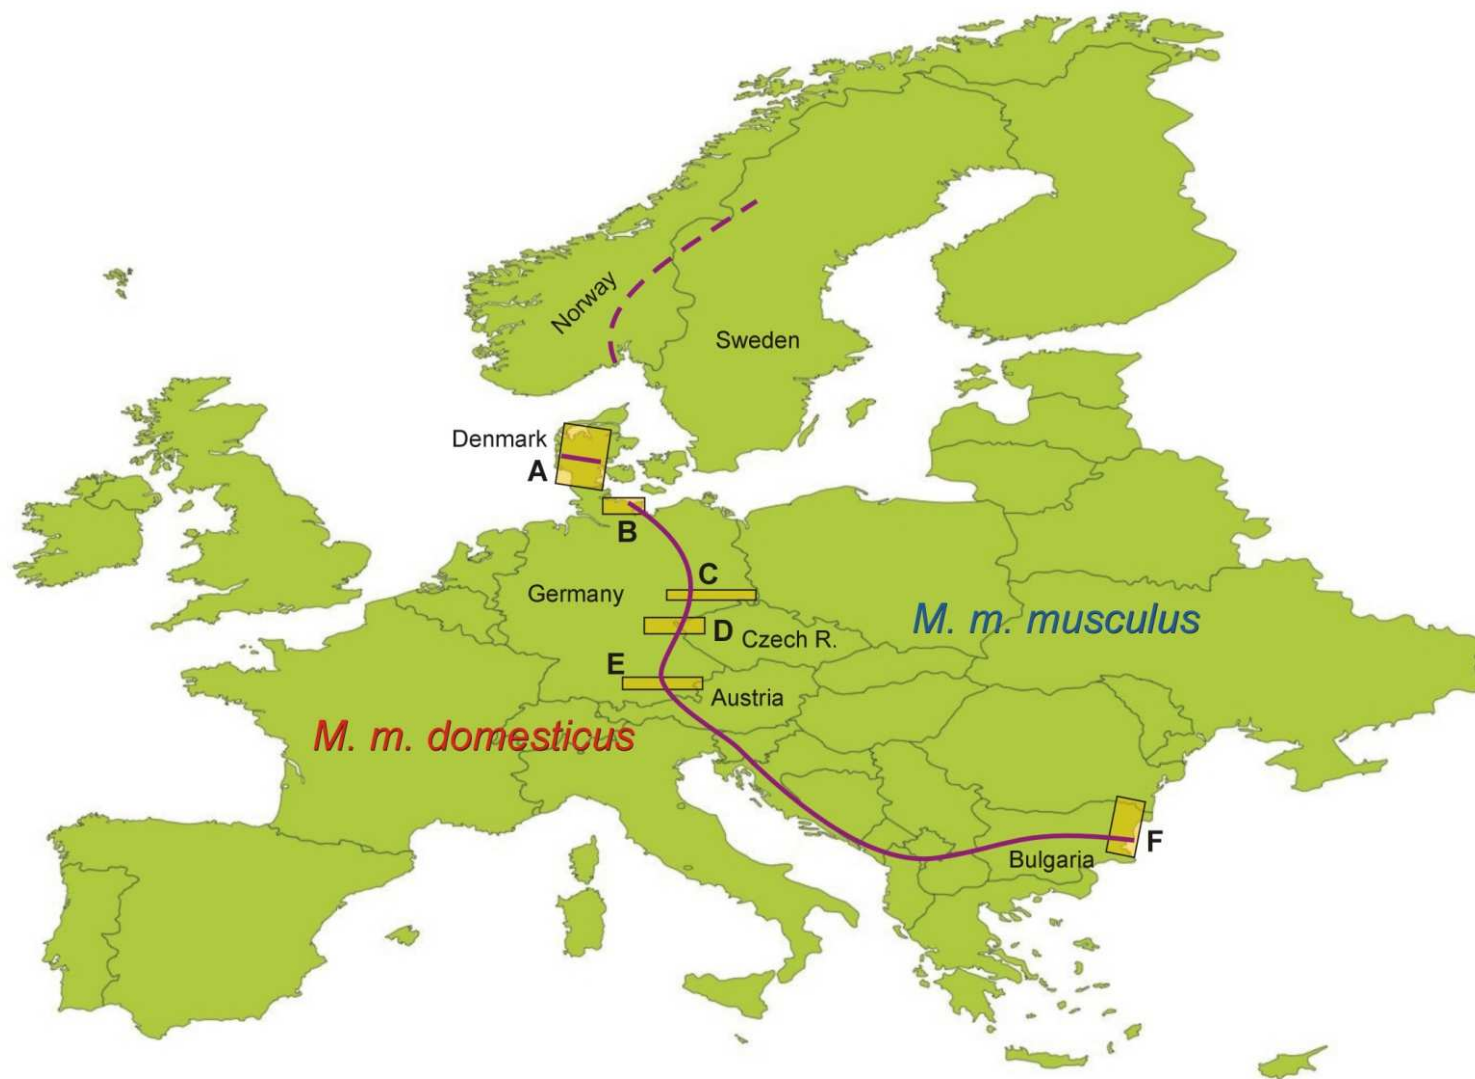 Norway
Sweden
Denmark
A
B
C
Germany
M. m. musculus
D
Czech R.
E
Austria
M. m. domesticus
F
Bulgaria